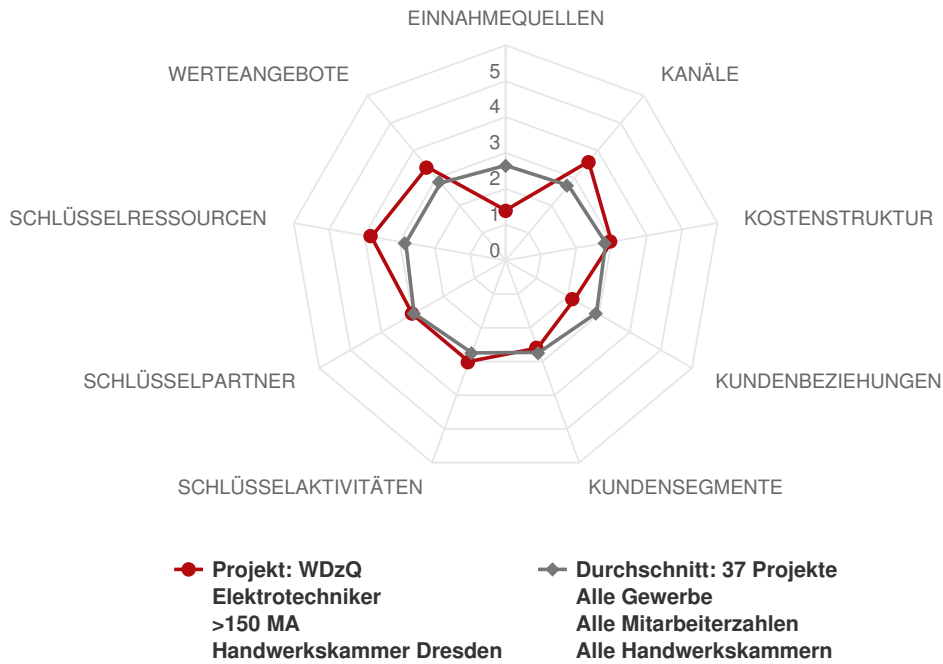 EINNAHMEQUELLEN
WERTEANGEBOTE
KANÄLE
5
4
3
2
1
0
SCHLÜSSELRESSOURCEN
KOSTENSTRUKTUR
SCHLÜSSELPARTNER
KUNDENBEZIEHUNGEN
SCHLÜSSELAKTIVITÄTEN
KUNDENSEGMENTE
Projekt: WDzQ
Elektrotechniker
>150 MA
Handwerkskammer Dresden
Durchschnitt: 37 Projekte
Alle Gewerbe
Alle Mitarbeiterzahlen
Alle Handwerkskammern